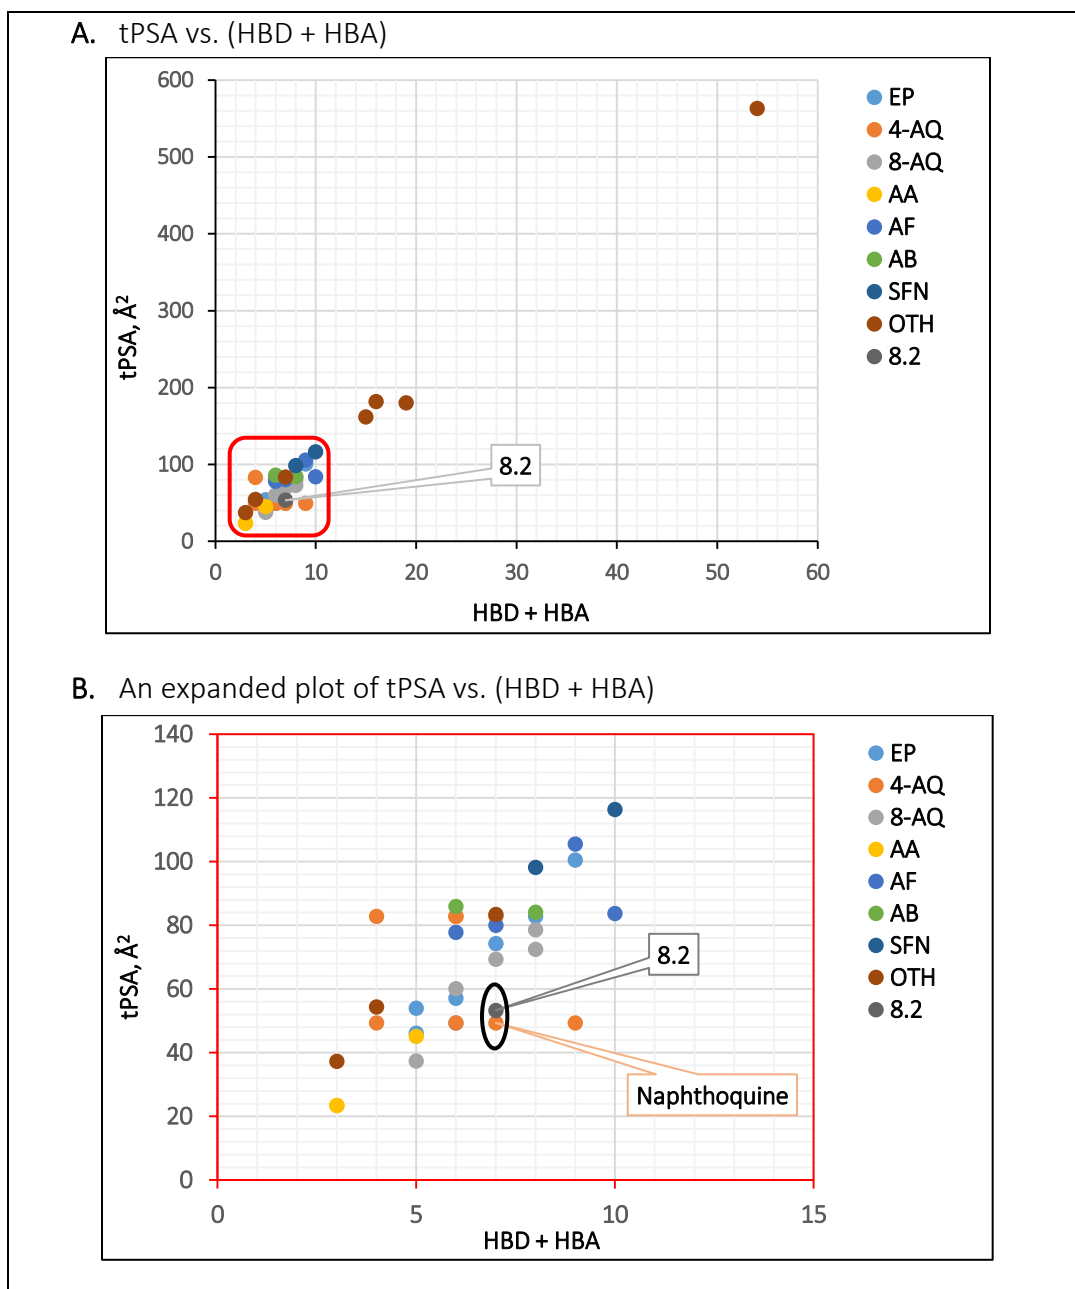 A. tPSA vs. (HBD + HBA)
600
500
400
300
200
100
0
tPSA, Å²
0 10 20 30 40 50 60
HBD + HBA
8.2
EP
4-AQ
8-AQ
AA
AF
AB
SFN
OTH
8.2
B. An expanded plot of tPSA vs. (HBD + HBA)
140
120
100
80
60
40
20
0
tPSA, Å²
0 5 10 15
HBD + HBA
8.2
Naphthoquine
EP
4-AQ
8-AQ
AA
AF
AB
SFN
OTH
8.2